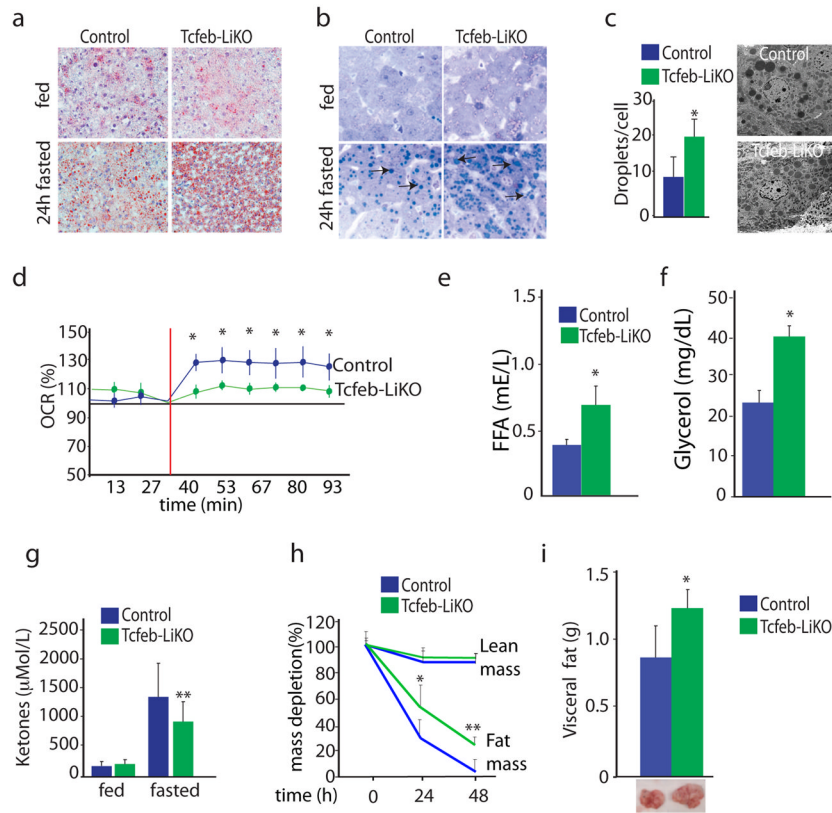 a
Control
Tcfeb-LiKO
fed
24h fasted
b
Control
Tcfeb-LiKO
fed
24h fasted
c
Control
Tcfeb-LiKO
Droplets/cell
30
20
10
0
*
Control
Tcfeb-LiKO
d
OCR (%)
150
130
110
90
70
50
* * * * * *
Control
Tcfeb-LiKO
13 27 40 53 67 80 93
time (min)
e
Control
Tcfeb-LiKO
FFA (mE/L)
1.5
1.0
0.5
0
*
f
Glycerol (mg/dL)
50
40
30
20
10
0
*
g
Control
Tcfeb-LiKO
Ketones (μMol/L)
2500
2000
1500
1000
500
0
**
fed fasted
h
Control
Tcfeb-LiKO
mass depletion(%)
120
100
80
60
40
20
0
Lean
mass
*
**
Fat
mass
time (h) 0 24 48
i
Control
Tcfeb-LiKO
Visceral fat (g)
1.5
1.0
0.5
0
*